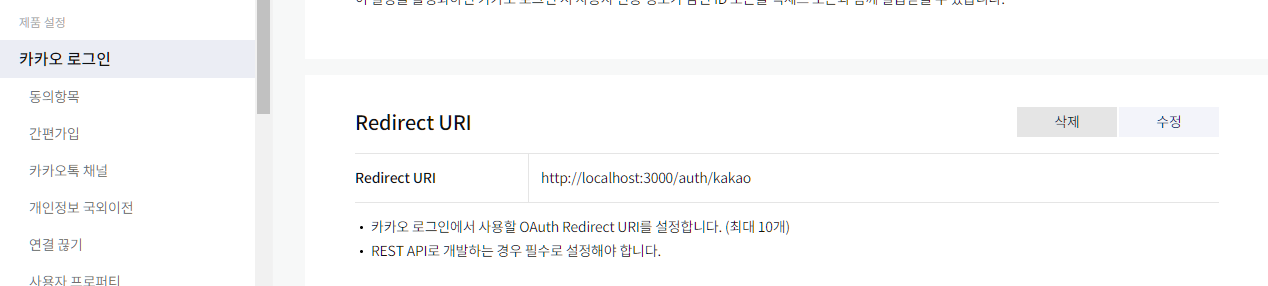 제품 설정
카카오 로그인
동의항목
간편가입
카카오톡 채널
개인정보 국외이전
연결 끊기
사용자 프로퍼티
Redirect URI
삭제
수정
Redirect URI
http://localhost:3000/auth/kakao
• 카카오 로그인에서 사용할 OAuth Redirect URI를 설정합니다. (최대 10개)
• REST API로 개발하는 경우 필수로 설정해야 합니다.